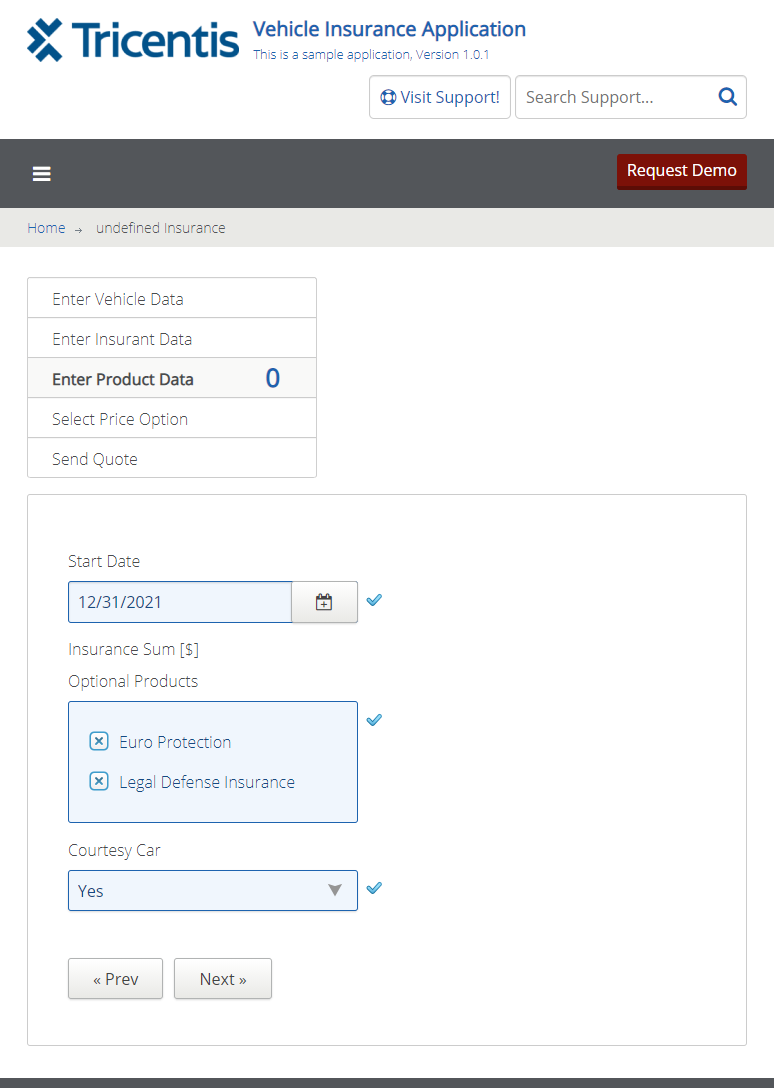 Tricentis
Vehicle Insurance Application
This is a sample application, Version 1.0.1
Visit Support!
Search Support...
Request Demo
Home → undefined Insurance
Enter Vehicle Data
Enter Insurant Data
Enter Product Data 0
Select Price Option
Send Quote
Start Date
12/31/2021
Insurance Sum [$]
Optional Products
Euro Protection
Legal Defense Insurance
Courtesy Car
Yes
« Prev
Next »